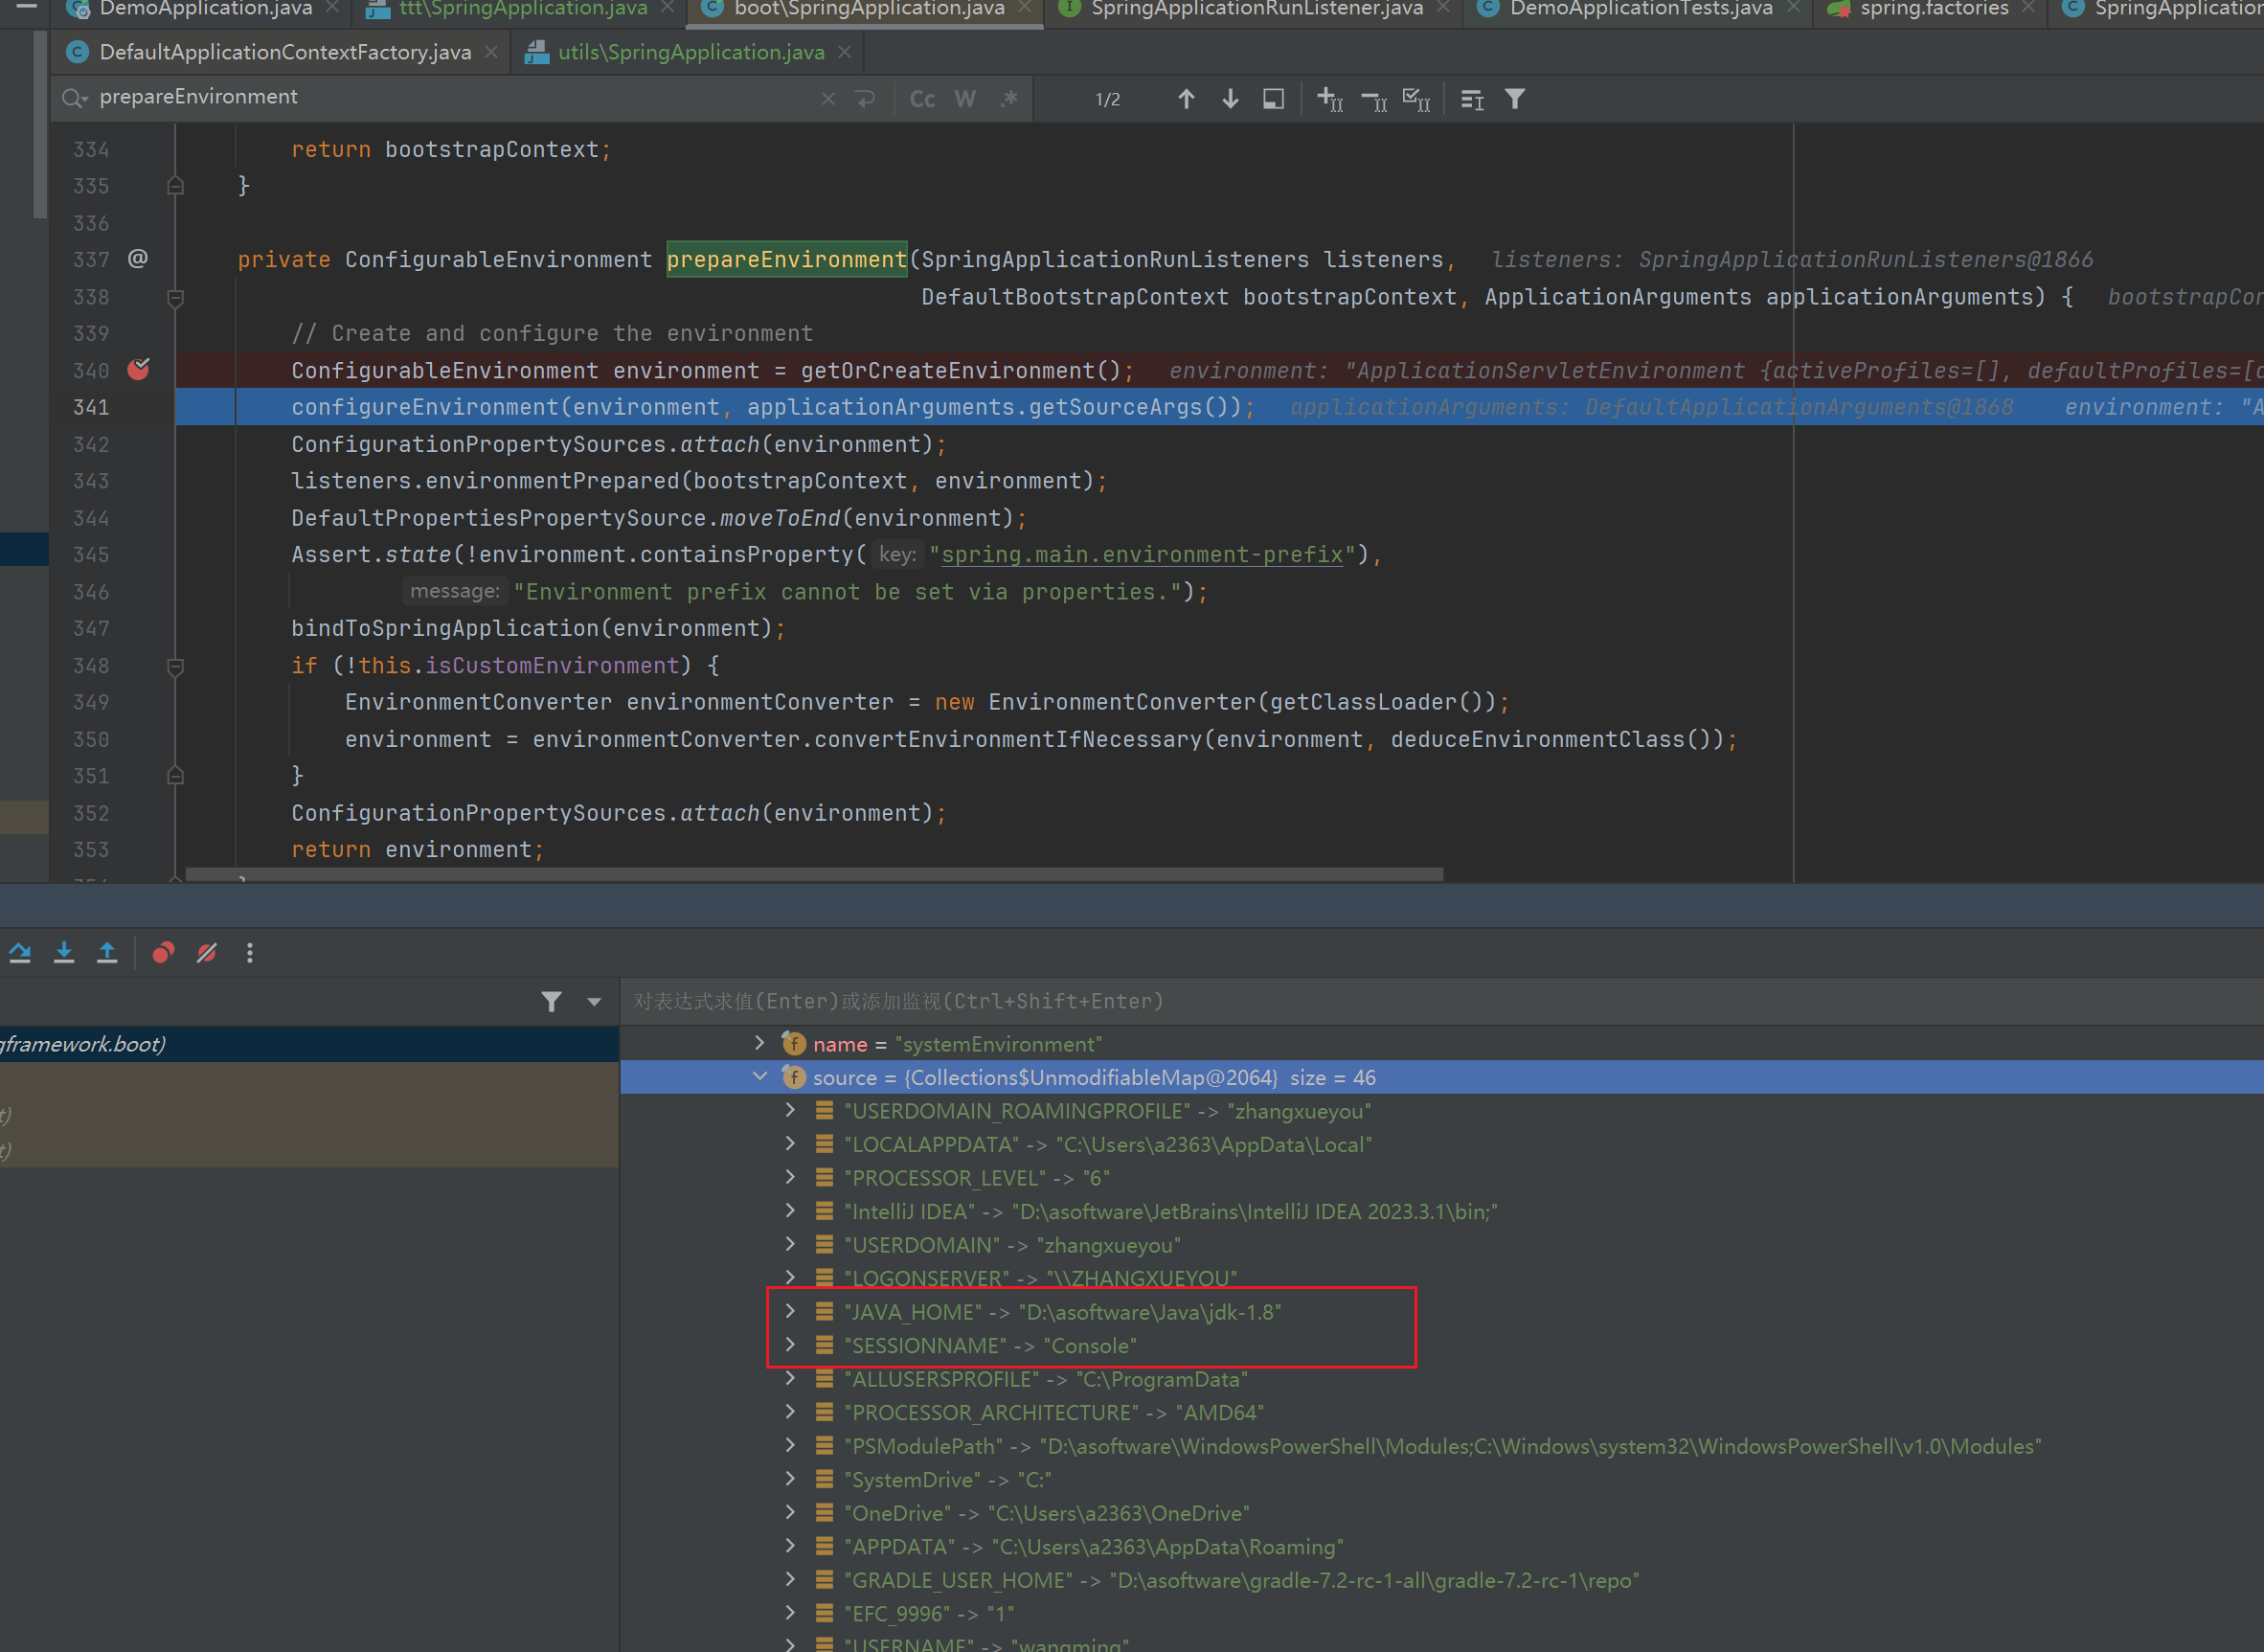 DemoApplication.java
ttt\SpringApplication.java
boot\SpringApplication.java
SpringApplicationRunListener.java
DemoApplicationTests.java
spring.factories
SpringApplication
DefaultApplicationContextFactory.java
utils\SpringApplication.java
prepareEnvironment
Cc W .*
1/2
334 return bootstrapContext;
335 }
336
337 @ private ConfigurableEnvironment prepareEnvironment(SpringApplicationRunListeners listeners, listeners: SpringApplicationRunListeners@1866
338 DefaultBootstrapContext bootstrapContext, ApplicationArguments applicationArguments) { bootstrapCon
339 // Create and configure the environment
340 ConfigurableEnvironment environment = getOrCreateEnvironment(); environment: "ApplicationServletEnvironment {activeProfiles=[], defaultProfiles=[d
341 configureEnvironment(environment, applicationArguments.getSourceArgs()); applicationArguments: DefaultApplicationArguments@1868 environment: "A
342 ConfigurationPropertySources.attach(environment);
343 listeners.environmentPrepared(bootstrapContext, environment);
344 DefaultPropertiesPropertySource.moveToEnd(environment);
345 Assert.state(!environment.containsProperty( key: "spring.main.environment-prefix"),
346 message: "Environment prefix cannot be set via properties.");
347 bindToSpringApplication(environment);
348 if (!this.isCustomEnvironment) {
349 EnvironmentConverter environmentConverter = new EnvironmentConverter(getClassLoader());
350 environment = environmentConverter.convertEnvironmentIfNecessary(environment, deduceEnvironmentClass());
351 }
352 ConfigurationPropertySources.attach(environment);
353 return environment;
对表达式求值(Enter)或添加监视(Ctrl+Shift+Enter)
gframework.boot)
t)
t)
name = "systemEnvironment"
source = {Collections$UnmodifiableMap@2064} size = 46
"USERDOMAIN_ROAMINGPROFILE" -> "zhangxueyou"
"LOCALAPPDATA" -> "C:\Users\a2363\AppData\Local"
"PROCESSOR_LEVEL" -> "6"
"IntelliJ IDEA" -> "D:\asoftware\JetBrains\IntelliJ IDEA 2023.3.1\bin;"
"USERDOMAIN" -> "zhangxueyou"
"LOGONSERVER" -> "\\ZHANGXUEYOU"
"JAVA_HOME" -> "D:\asoftware\Java\jdk-1.8"
"SESSIONNAME" -> "Console"
"ALLUSERSPROFILE" -> "C:\ProgramData"
"PROCESSOR_ARCHITECTURE" -> "AMD64"
"PSModulePath" -> "D:\asoftware\WindowsPowerShell\Modules;C:\Windows\system32\WindowsPowerShell\v1.0\Modules"
"SystemDrive" -> "C:"
"OneDrive" -> "C:\Users\a2363\OneDrive"
"APPDATA" -> "C:\Users\a2363\AppData\Roaming"
"GRADLE_USER_HOME" -> "D:\asoftware\gradle-7.2-rc-1-all\gradle-7.2-rc-1\repo"
"EFC_9996" -> "1"
"USERNAME" -> "wangming"